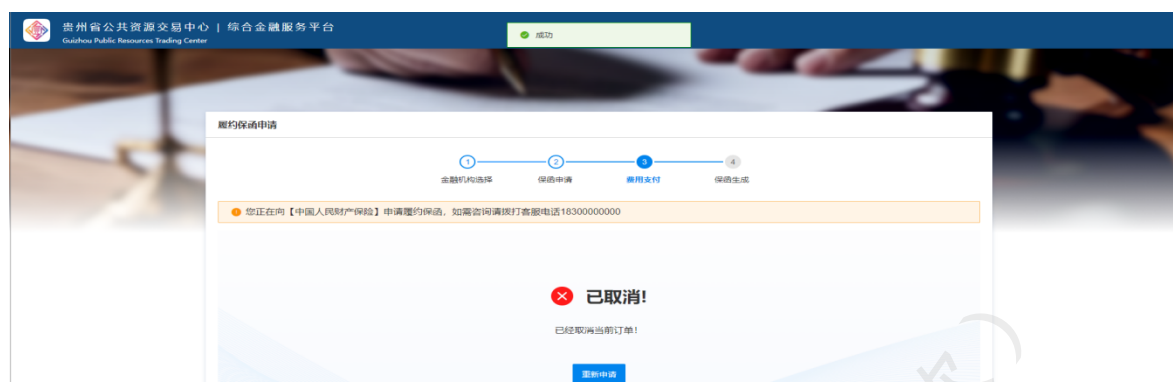 贵州省公共资源交易中心 | 综合金融服务平台
Guizhou Public Resources Trading Center
成功
履约保函申请
1 2 3 4
金融机构选择 保函申请 费用支付 保函生成
您正在向【中国人民财产保险】申请履约保函，如需咨询请拨打客服电话18300000000
已取消!
已经取消当前订单!
重新申请